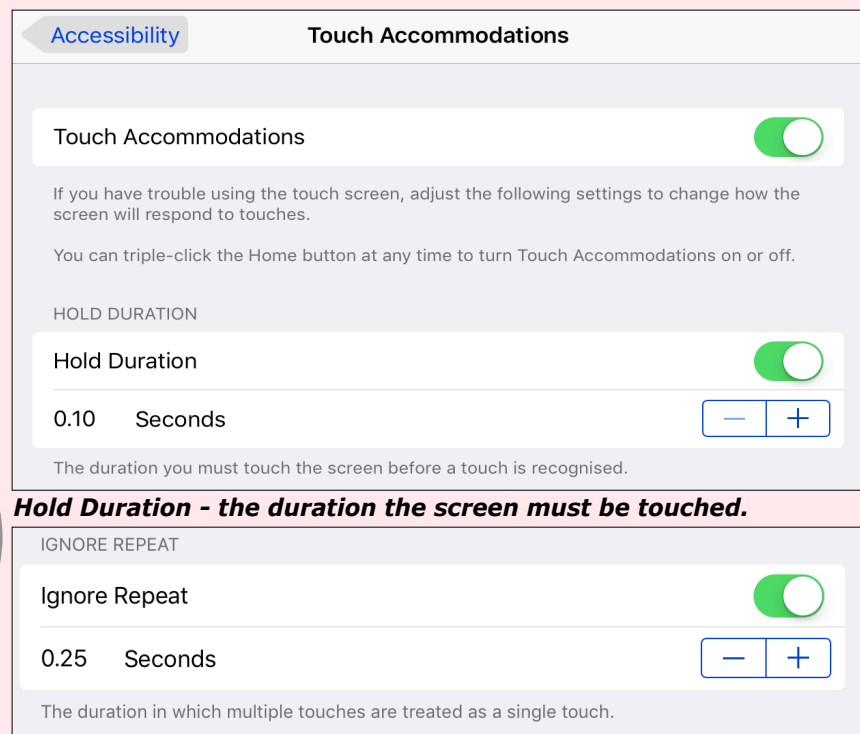 Accessibility
Touch Accommodations
Touch Accommodations
If you have trouble using the touch screen, adjust the following settings to change how the
screen will respond to touches.
You can triple-click the Home button at any time to turn Touch Accommodations on or off.
HOLD DURATION
Hold Duration
0.10 Seconds
The duration you must touch the screen before a touch is recognised.
Hold Duration - the duration the screen must be touched.
IGNORE REPEAT
Ignore Repeat
0.25 Seconds
The duration in which multiple touches are treated as a single touch.